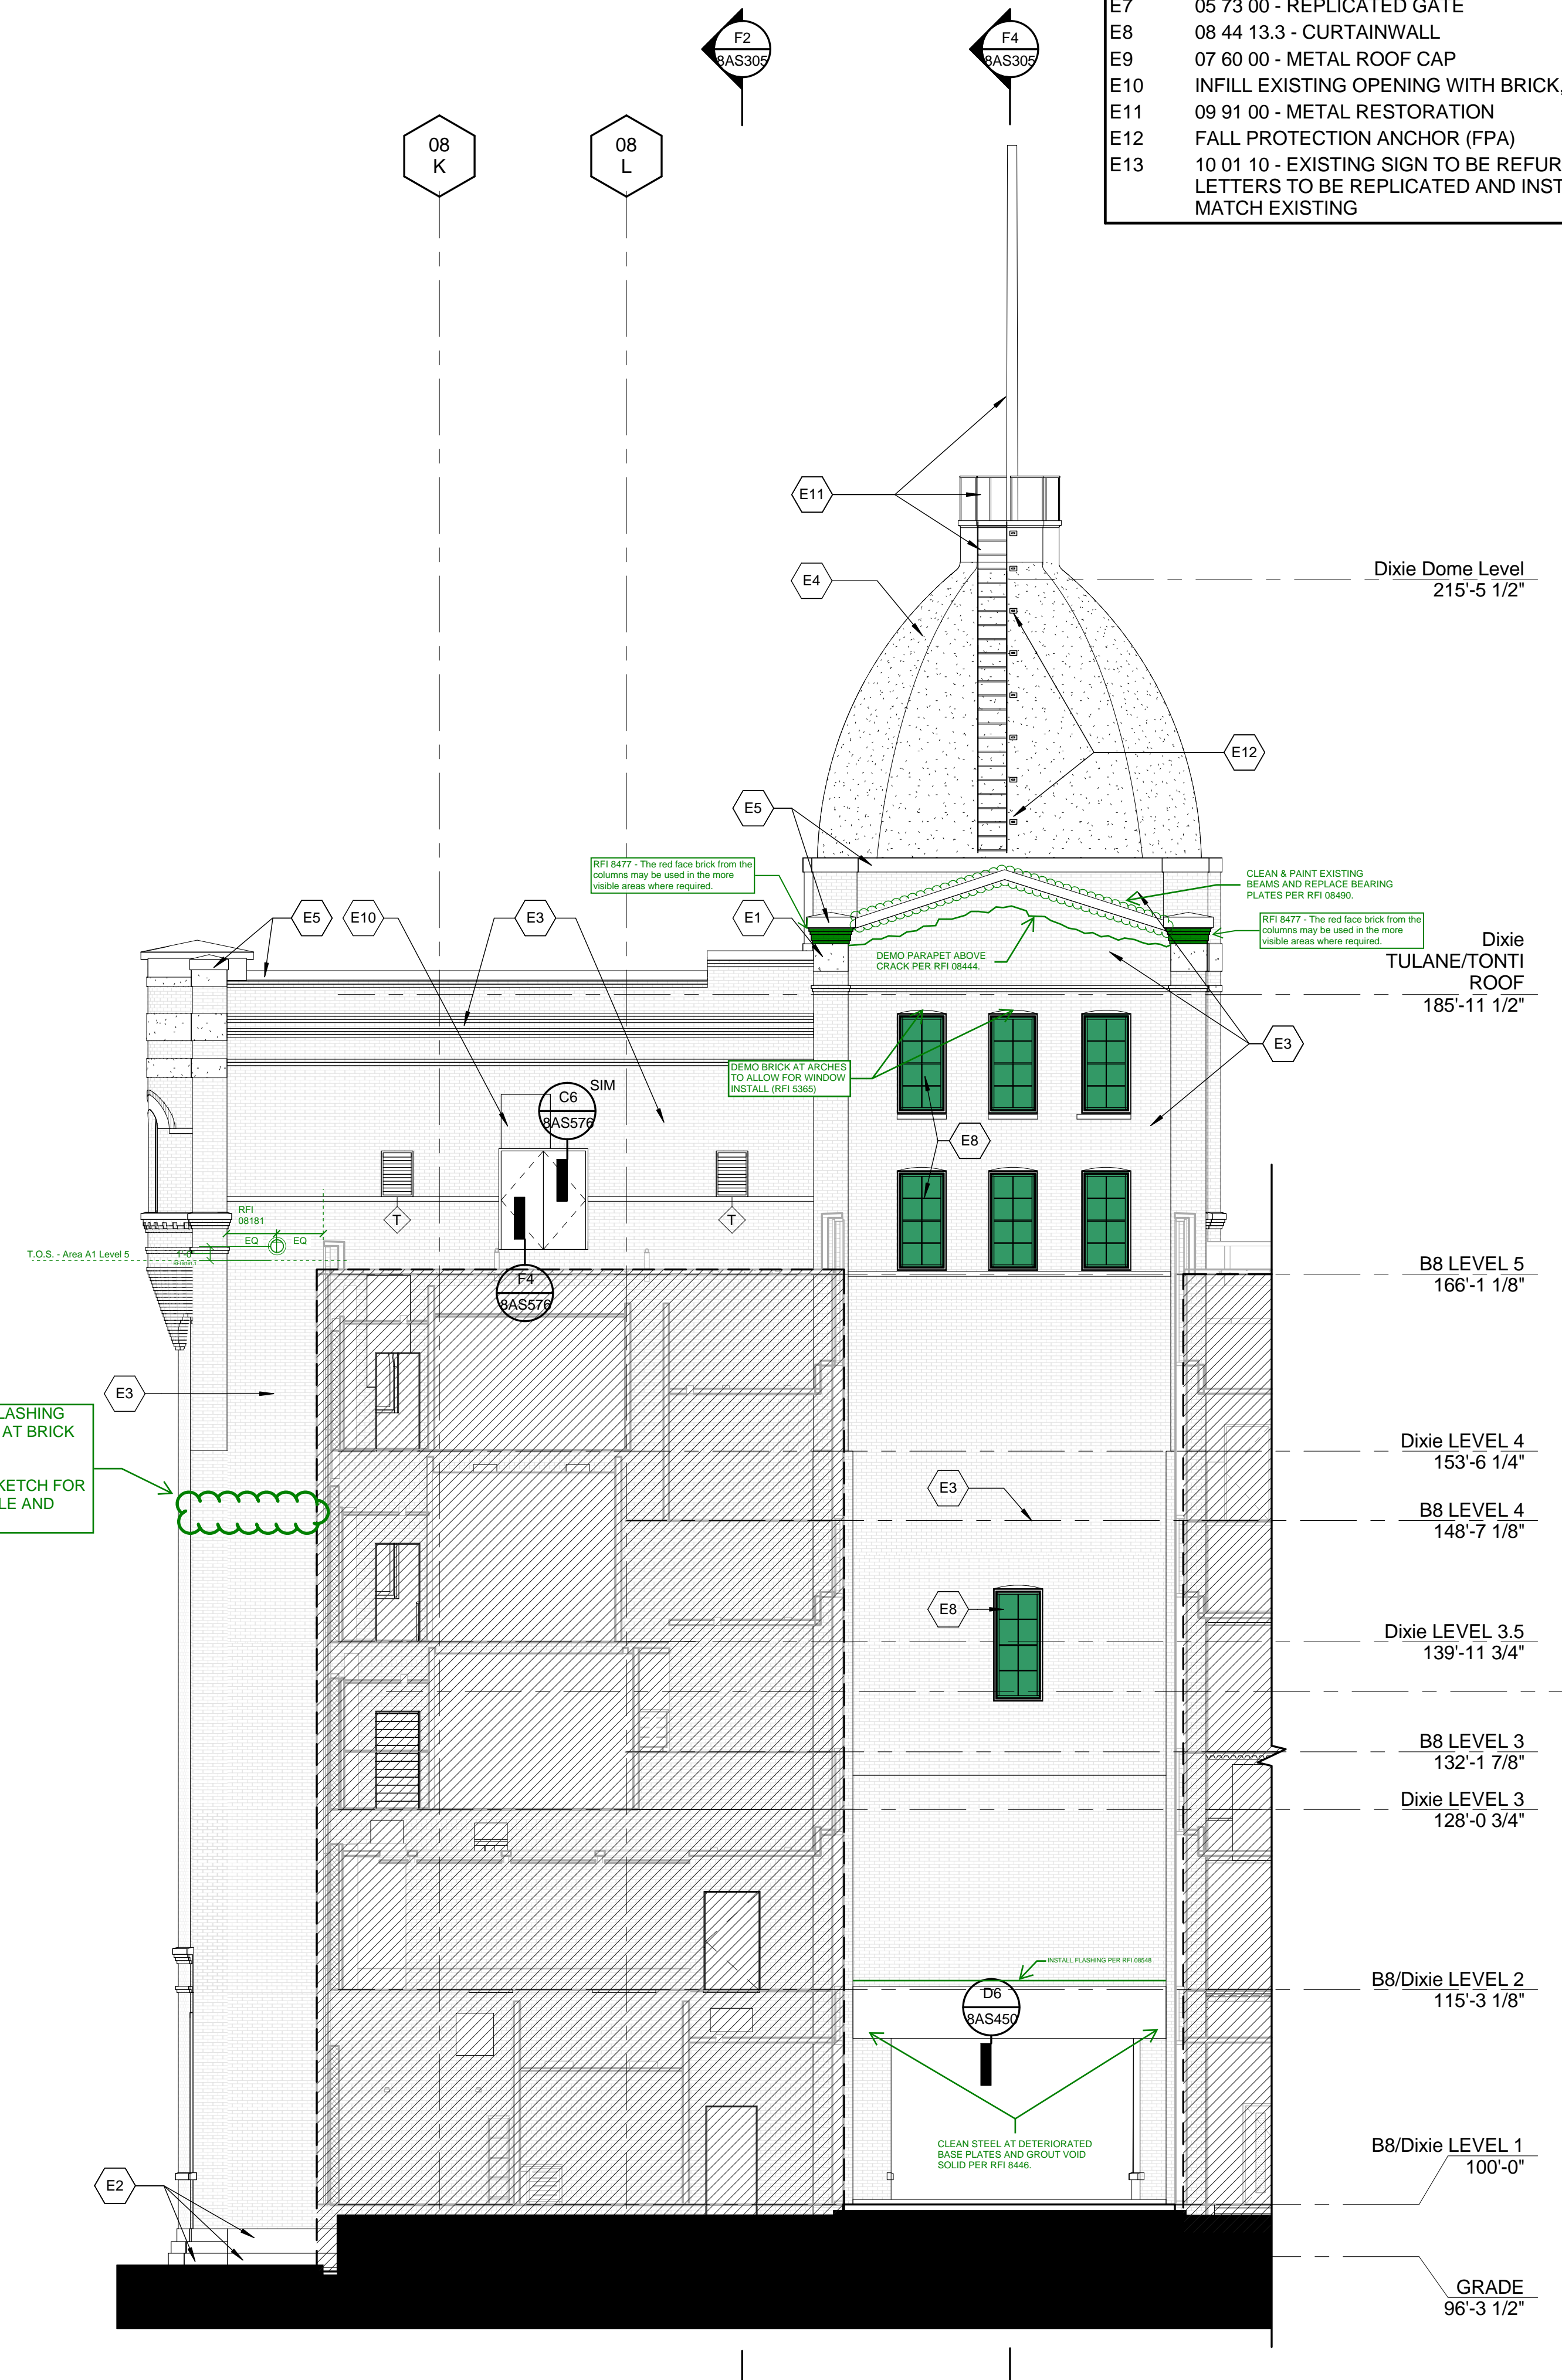 E7 05 73 00 - REPLICATED GATE
E8 08 44 13.3 - CURTAINWALL
E9 07 60 00 - METAL ROOF CAP
E10 INFILL EXISTING OPENING WITH BRICK,
E11 09 91 00 - METAL RESTORATION
E12 FALL PROTECTION ANCHOR (FPA)
E13 10 01 10 - EXISTING SIGN TO BE REFUR
LETTERS TO BE REPLICATED AND INST
MATCH EXISTING
F2
8AS305
F4
8AS305
08
K
08
L
E11
E4
Dixie Dome Level
215'-5 1/2"
E12
E5
RFI 8477 - The red face brick from the
columns may be used in the more
visible areas where required.
CLEAN & PAINT EXISTING
BEAMS AND REPLACE BEARING
PLATES PER RFI 08490.
E5
E10
E3
E1
RFI 8477 - The red face brick from the
columns may be used in the more
visible areas where required.
DEMO PARAPET ABOVE
CRACK PER RFI 08444.
Dixie
TULANE/TONTI
ROOF
185'-11 1/2"
E3
DEMO BRICK AT ARCHES
TO ALLOW FOR WINDOW
INSTALL (RFI 5365)
SIM
C6
8AS576
E8
T
T
RFI
08181
EQ
EQ
T.O.S. - Area A1 Level 5
1'-0"
B8 LEVEL 5
166'-1 1/8"
F4
8AS576
E3
LASHING
AT BRICK
KETCH FOR
LE AND
Dixie LEVEL 4
153'-6 1/4"
E3
B8 LEVEL 4
148'-7 1/8"
E8
Dixie LEVEL 3.5
139'-11 3/4"
B8 LEVEL 3
132'-1 7/8"
Dixie LEVEL 3
128'-0 3/4"
INSTALL FLASHING PER RFI 08548
B8/Dixie LEVEL 2
115'-3 1/8"
D6
8AS450
CLEAN STEEL AT DETERIORATED
BASE PLATES AND GROUT VOID
SOLID PER RFI 8446.
B8/Dixie LEVEL 1
100'-0"
E2
GRADE
96'-3 1/2"